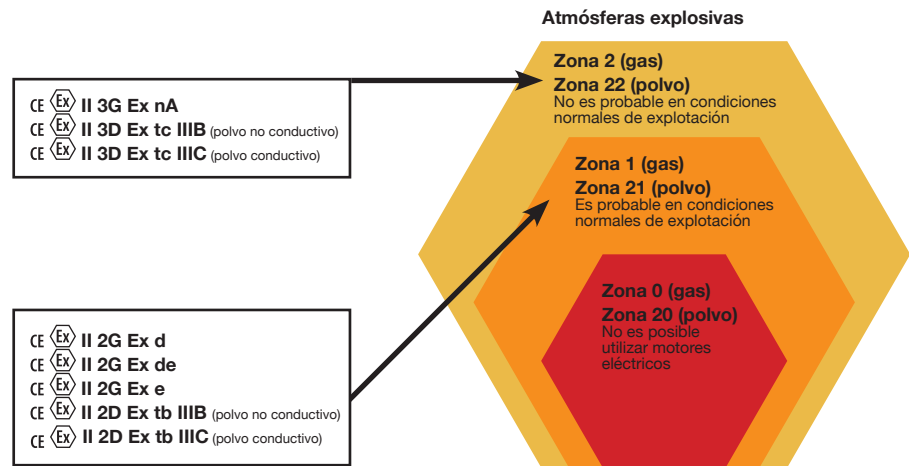 Atmósferas explosivas
Zona 2 (gas)
Zona 22 (polvo)
No es probable en condiciones
normales de explotación
CE Ex II 3G Ex nA
CE Ex II 3D Ex tc IIIB (polvo no conductivo)
CE Ex II 3D Ex tc IIIC (polvo conductivo)
Zona 1 (gas)
Zona 21 (polvo)
Es probable en condiciones
normales de explotación
Zona 0 (gas)
Zona 20 (polvo)
No es posible
utilizar motores
eléctricos
CE Ex II 2G Ex d
CE Ex II 2G Ex de
CE Ex II 2G Ex e
CE Ex II 2D Ex tb IIIB (polvo no conductivo)
CE Ex II 2D Ex tb IIIC (polvo conductivo)